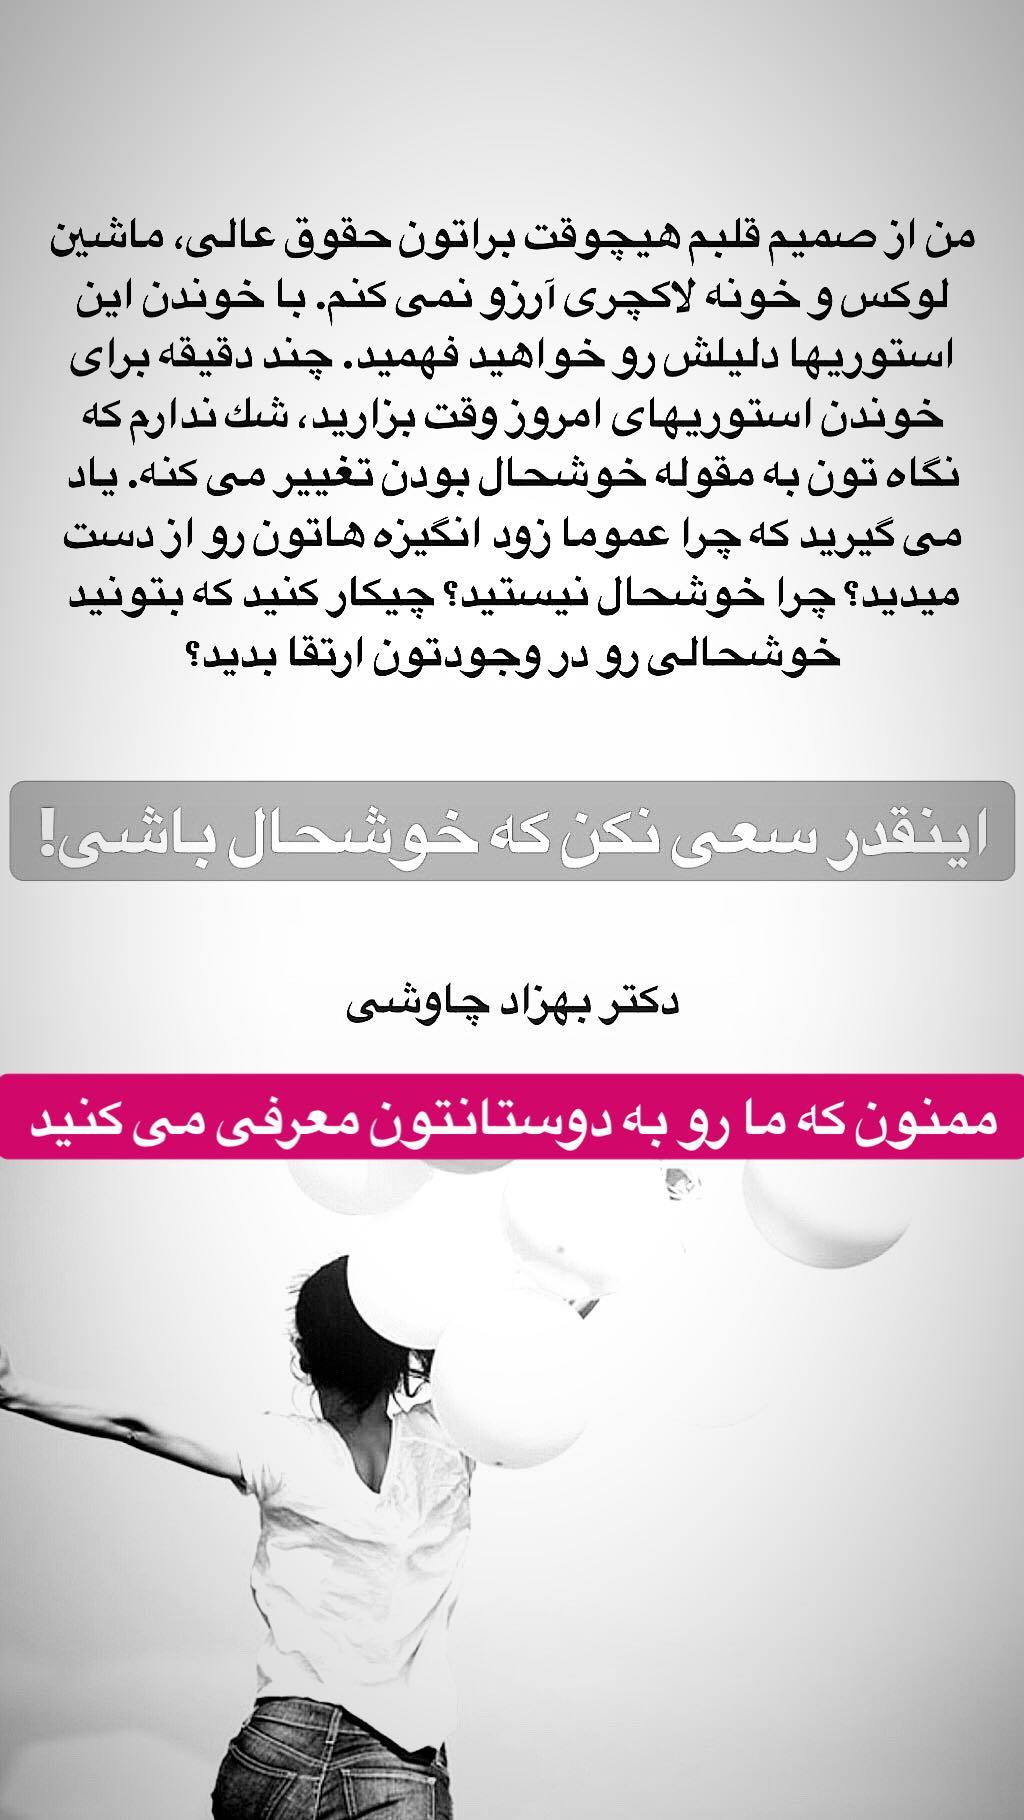 من از صمیم قلبم هیچوقت براتون حقوق عالی، ماشین
لوکس و خونه لاکچری آرزو نمی کنم. با خوندن این
استوریها دلیلش رو خواهید فهمید. چند دقیقه برای
خوندن استوریهای امروز وقت بزارید، شك ندارم که
نگاه تون به مقوله خوشحال بودن تغییر می کنه. یاد
می گیرید که چرا عموما زود انگیزه هاتون رو از دست
میدید؟ چرا خوشحال نیستید؟ چیکار کنید که بتونید
خوشحالی رو در وجودتون ارتقا بدید؟
اینقدر سعی نکن که خوشحال باشی!
دکتر بهزاد چاوشی
ممنون که ما رو به دوستانتون معرفی می کنید